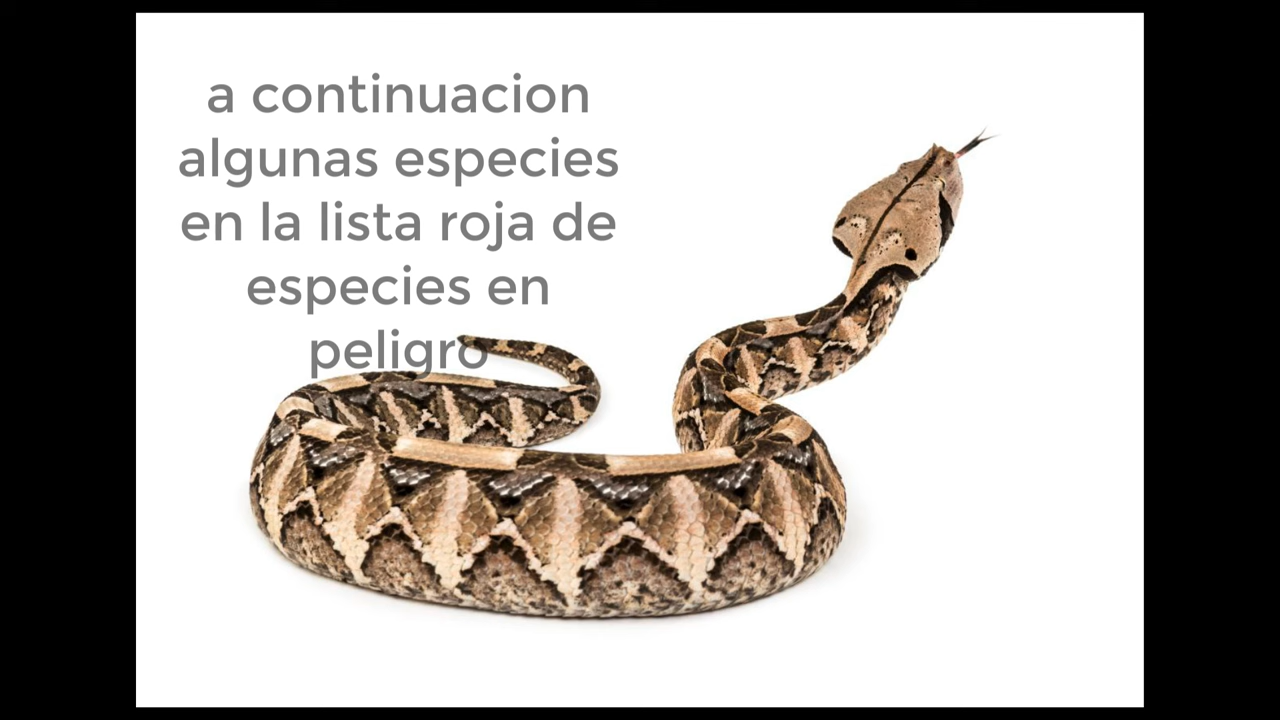 a continuacion
algunas especies
en la lista roja de
especies en
peligro